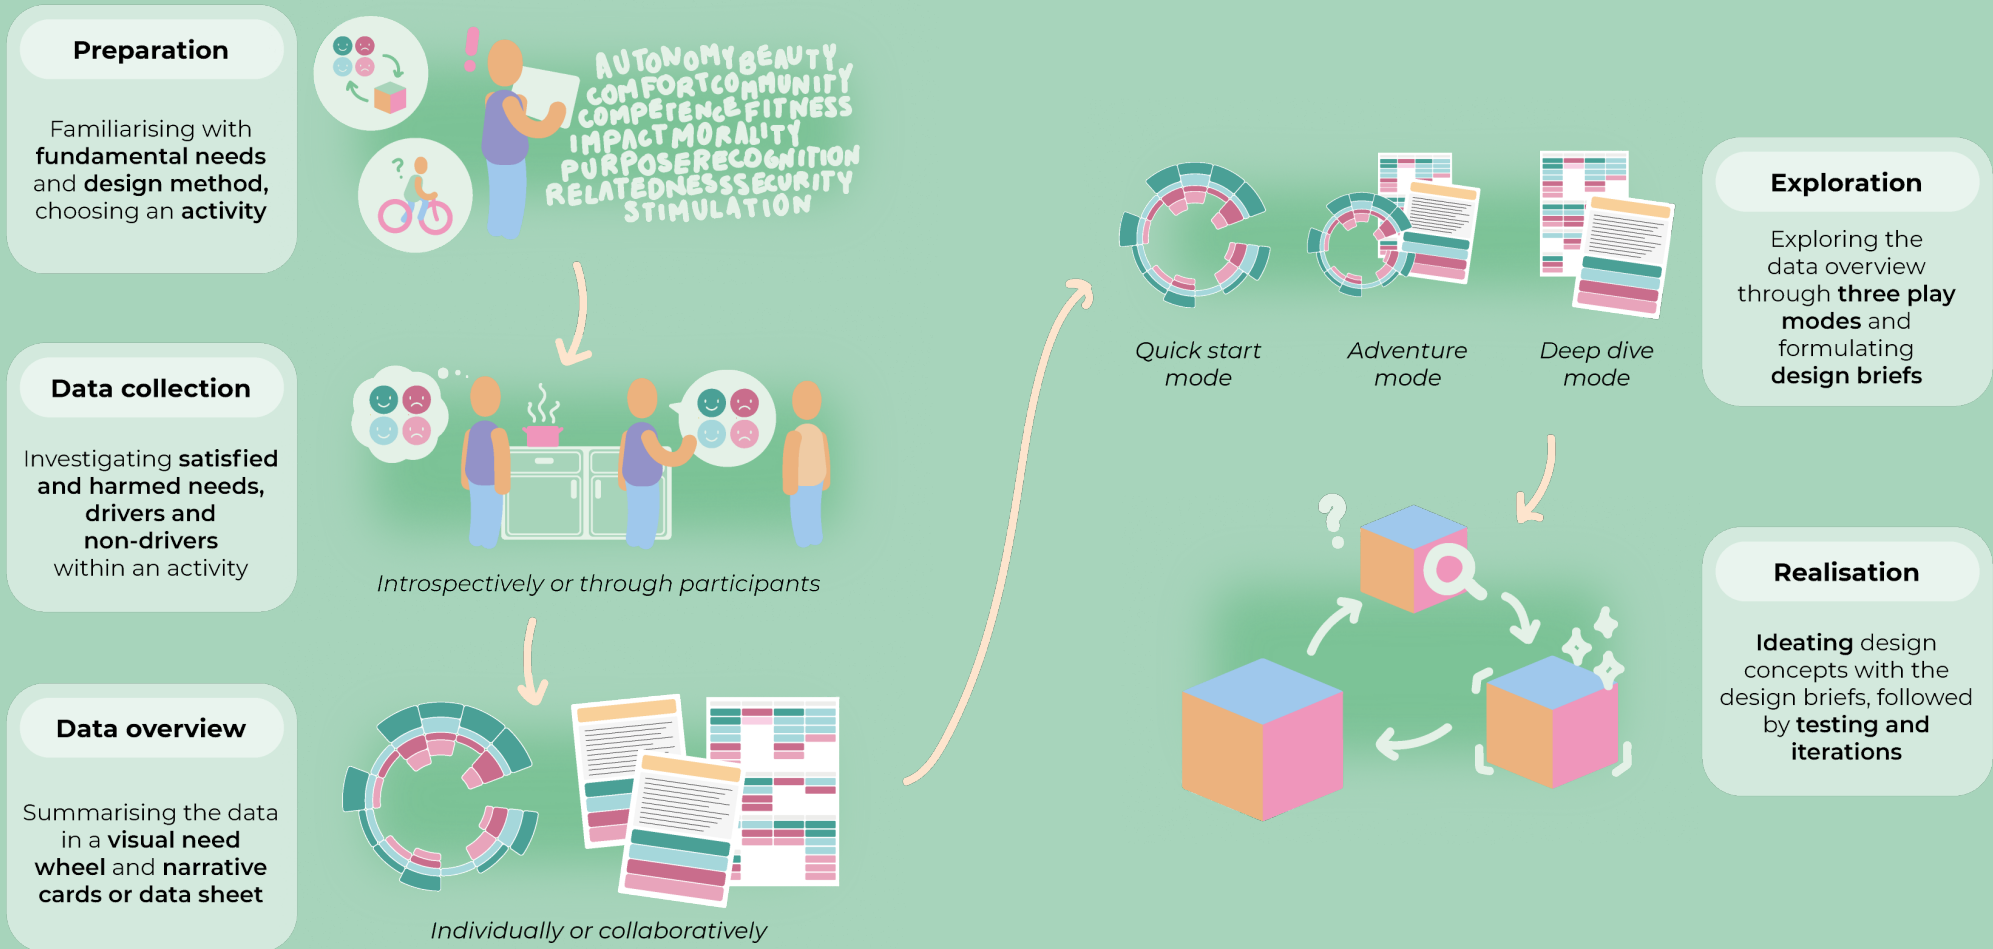 Preparation
Familiarising with
fundamental needs
and design method,
choosing an activity
?
!
AUTONOMY BEAUTY
COMFORT COMMUNITY
COMPETENCE FITNESS
IMPACT MORALITY
PURPOSE RECOGNITION
RELATEDNESS SECURITY
STIMULATION
Data collection
Investigating satisfied
and harmed needs,
drivers and
non-drivers
within an activity
Introspectively or through participants
Data overview
Summarising the data
in a visual need
wheel and narrative
cards or data sheet
Individually or collaboratively
Quick start
mode
Adventure
mode
Deep dive
mode
Exploration
Exploring the
data overview
through three play
modes and
formulating
design briefs
?
Realisation
Ideating design
concepts with the
design briefs, followed
by testing and
iterations